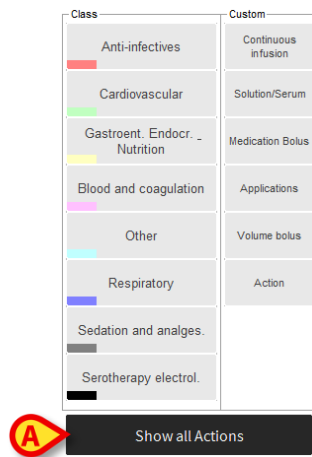 Class
Anti-infectives
Cardiovascular
Gastroent. Endocr. _
Nutrition
Blood and coagulation
Other
Respiratory
Sedation and analges.
Serotherapy electrol.
Custom
Continuous
infusion
Solution/Serum
Medication Bolus
Applications
Volume bolus
Action
A
Show all Actions